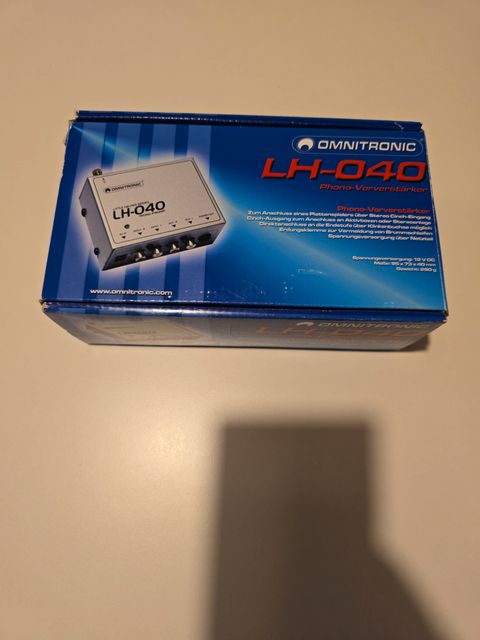 OMNITRONIC
LH-040
Phono-Vorverstärker
Phono-Vorverstärker
Zum Anschluss eines Plattenspielers über Stereo Cinch-Eingang
Cinch-Ausgang zum Anschluss an Aktivboxen oder Stereoanlage
Direktanschluss an die Endstufe über Klinkenbuchse möglich
Erdungsklemme zur Vermeidung von Brummschleifen
Spannungsversorgung über Netzteil
Spannungsversorgung: 12 V DC
Maße: 95 x 73 x 40 mm
Gewicht: 290 g
OMNITRONIC
LH-040
www.omnitronic.com
OMNITRONIC